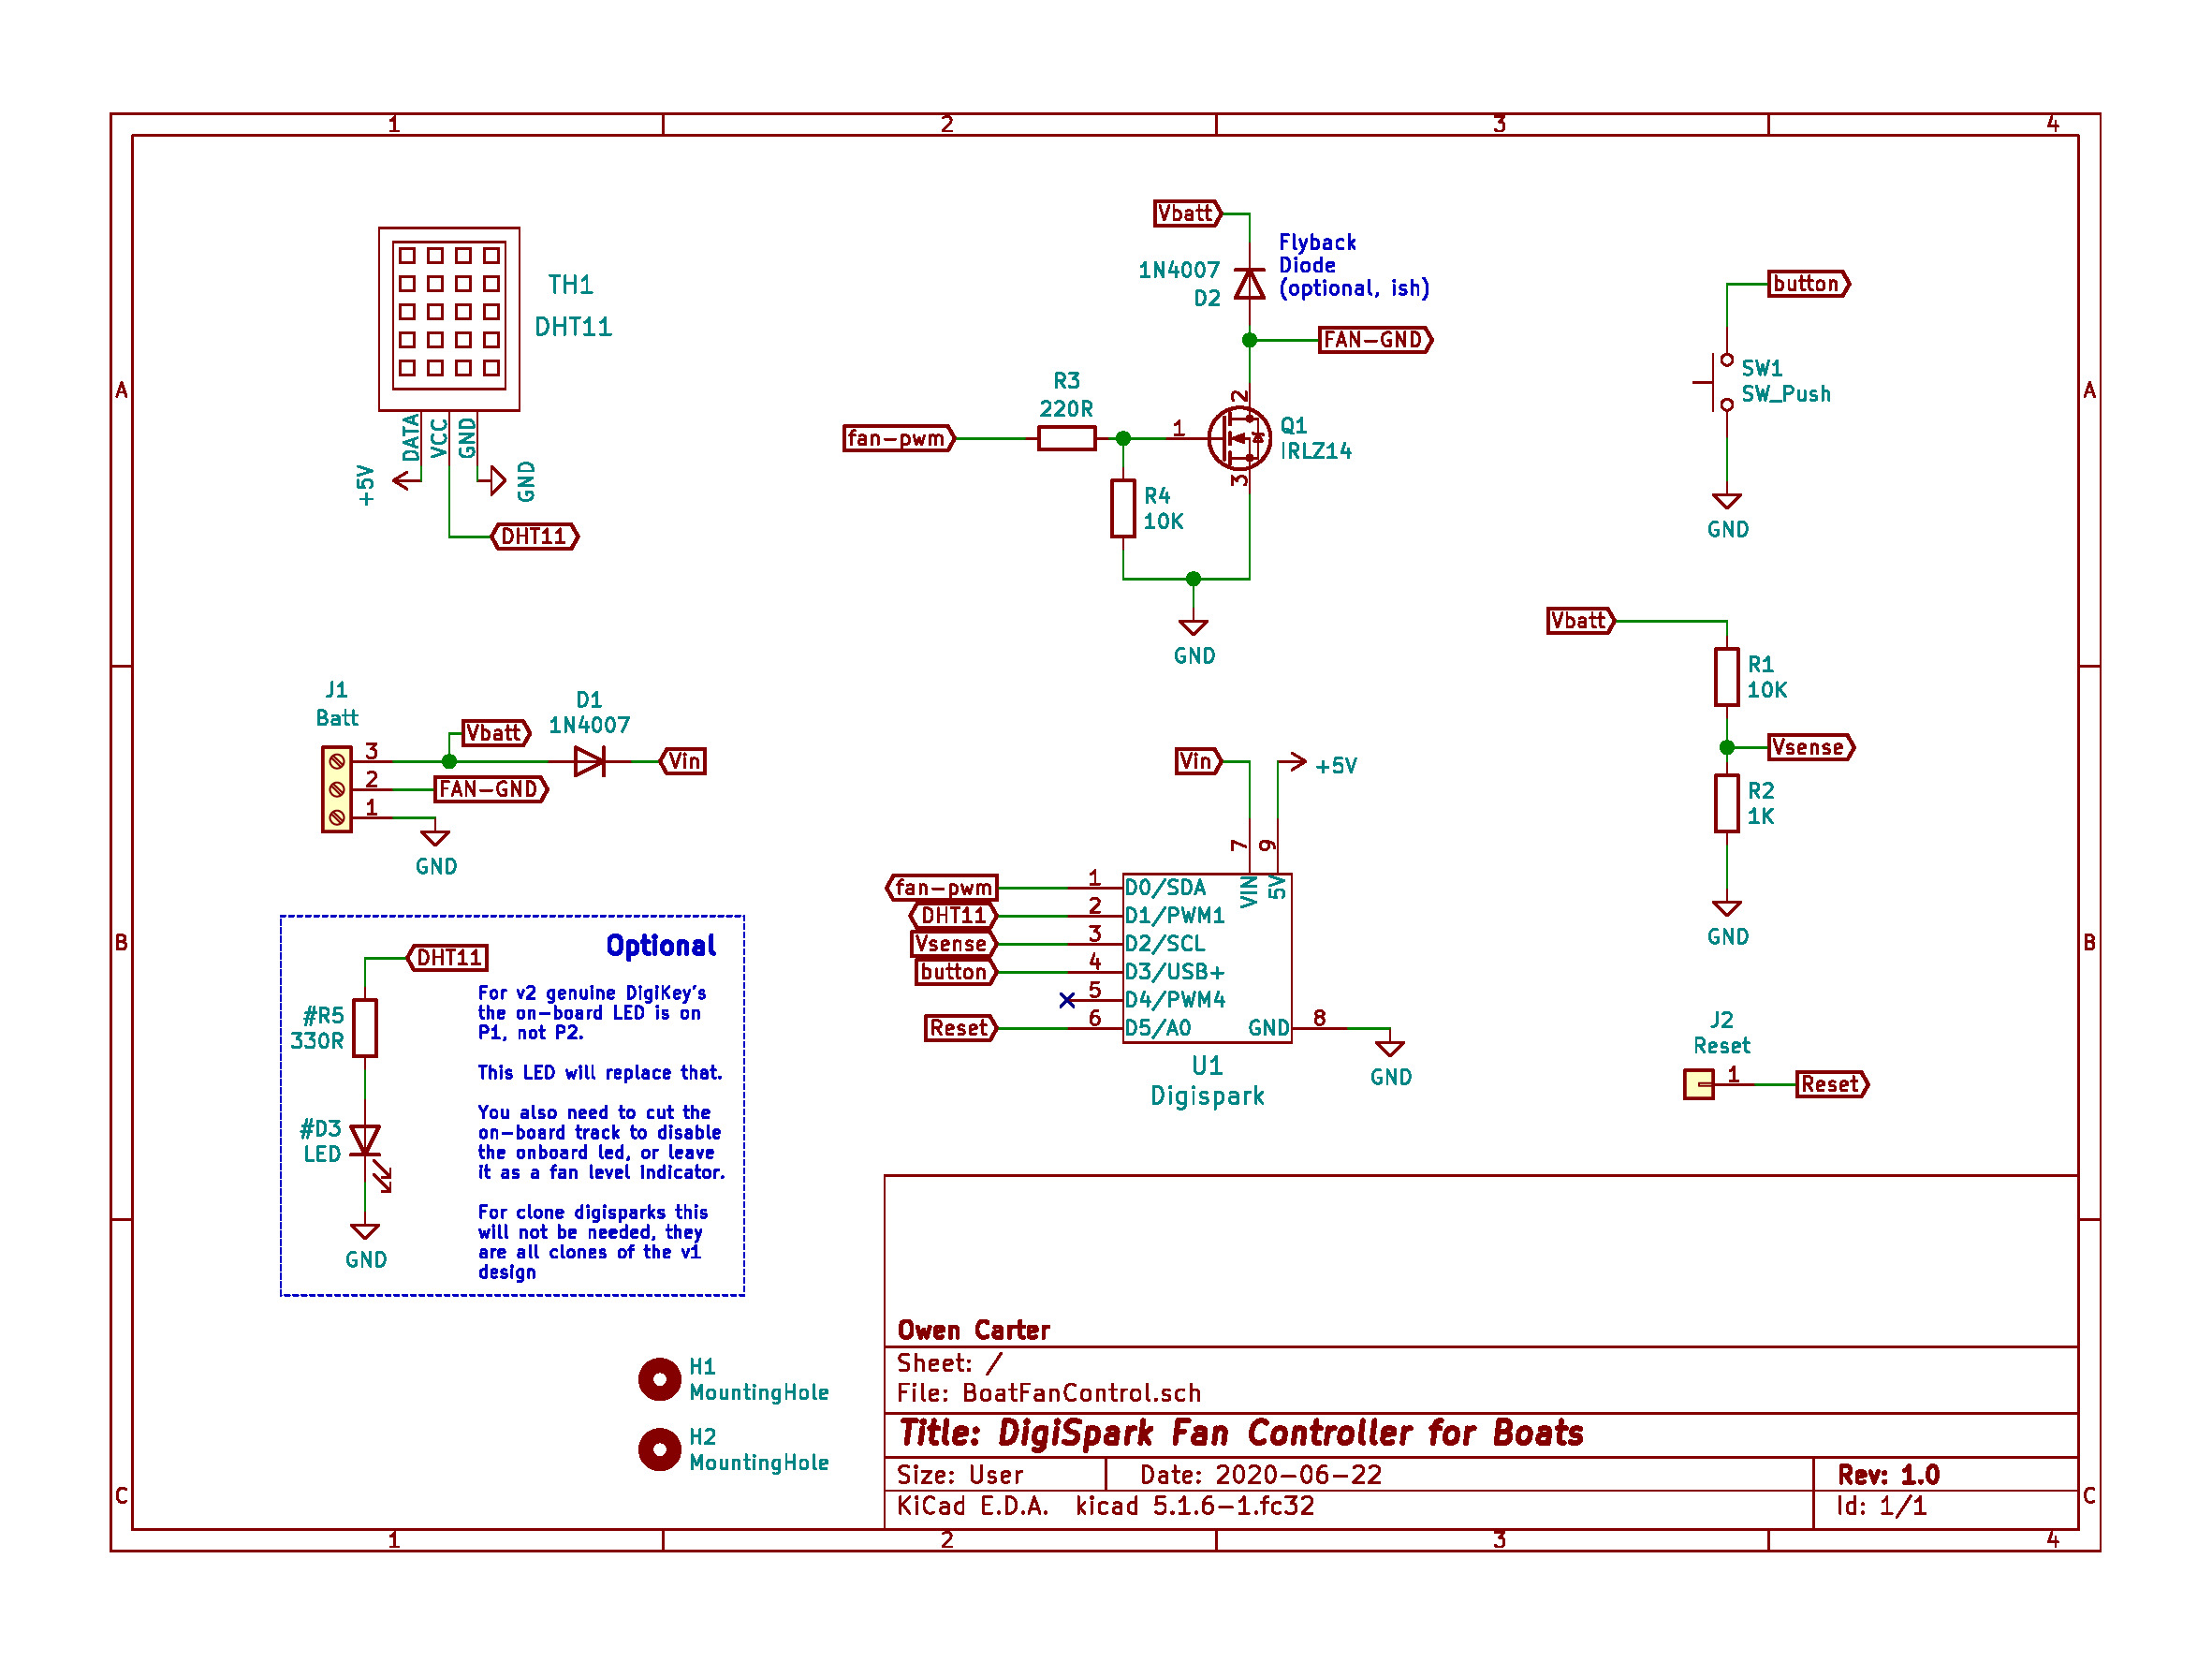 1
2
3
4
A
B
C
A
B
C
1
2
3
4
TH1
DHT11
DATA
VCC
GND
+5V
GND
DHT11
Vbatt
1N4007
D2
Flyback
Diode
(optional, ish)
FAN-GND
R3
220R
fan-pwm
1
2
3
Q1
IRLZ14
R4
10K
GND
button
SW1
SW_Push
GND
Vbatt
R1
10K
Vsense
R2
1K
GND
J1
Batt
3
2
1
Vbatt
FAN-GND
GND
D1
1N4007
Vin
Vin
+5V
7
9
VIN
5V
fan-pwm
1
D0/SDA
DHT11
2
D1/PWM1
Vsense
3
D2/SCL
button
4
D3/USB+
5
D4/PWM4
Reset
6
D5/A0
GND
8
GND
U1
Digispark
J2
Reset
1
Reset
Optional
DHT11
#R5
330R
#D3
LED
GND
For v2 genuine DigiKey's
the on-board LED is on
P1, not P2.
This LED will replace that.
You also need to cut the
on-board track to disable
the onboard led, or leave
it as a fan level indicator.
For clone digisparks this
will not be needed, they
are all clones of the v1
design
H1
MountingHole
H2
MountingHole
Owen Carter
Sheet: /
File: BoatFanControl.sch
Title: DigiSpark Fan Controller for Boats
Size: User
Date: 2020-06-22
Rev: 1.0
KiCad E.D.A.  kicad 5.1.6-1.fc32
Id: 1/1